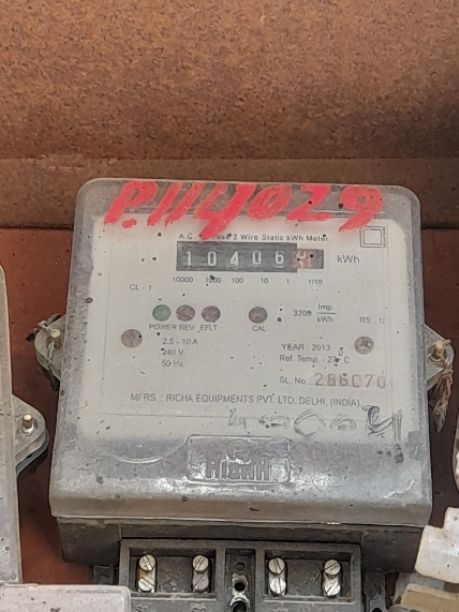 P.114029
A.C. 2 Wire Static kWh Meter
10406 kWh
10000 1000 100 10 1 1/10
CL - 1
3200 Imp/kWh
POWER REV EFLT CAL RS
2.5 - 10 A
240 V
50 Hz.
YEAR : 2013
Ref. Temp. - C
SL. No. 286070
MFRS. : RICHA EQUIPMENTS PVT. LTD, DELHI, (INDIA)
RICHA